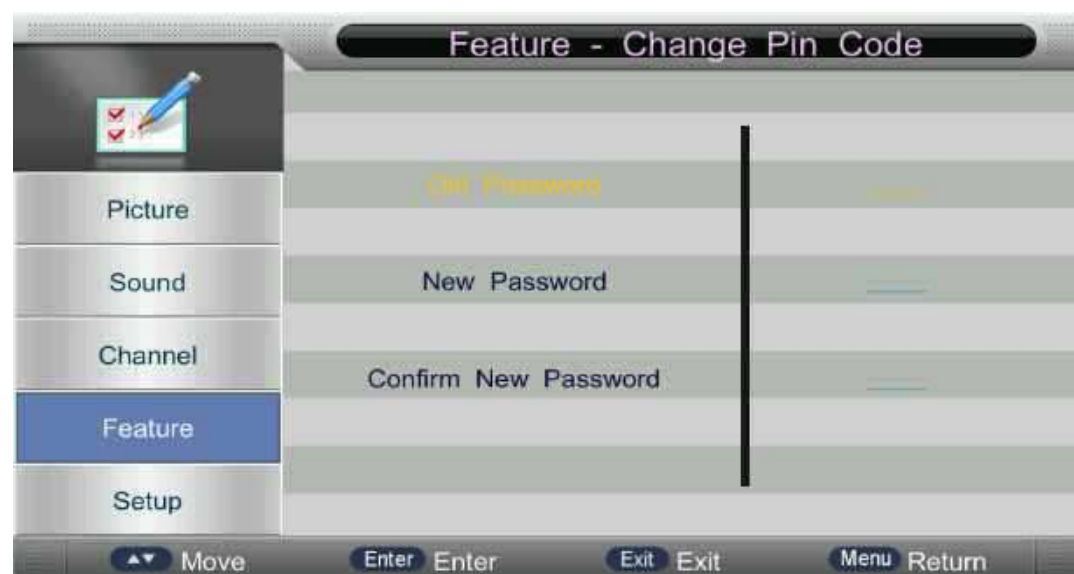 Feature - Change Pin Code
Picture
Sound
Channel
Feature
Setup
Old Password
New Password
Confirm New Password
Move Enter Enter Exit Exit Menu Return